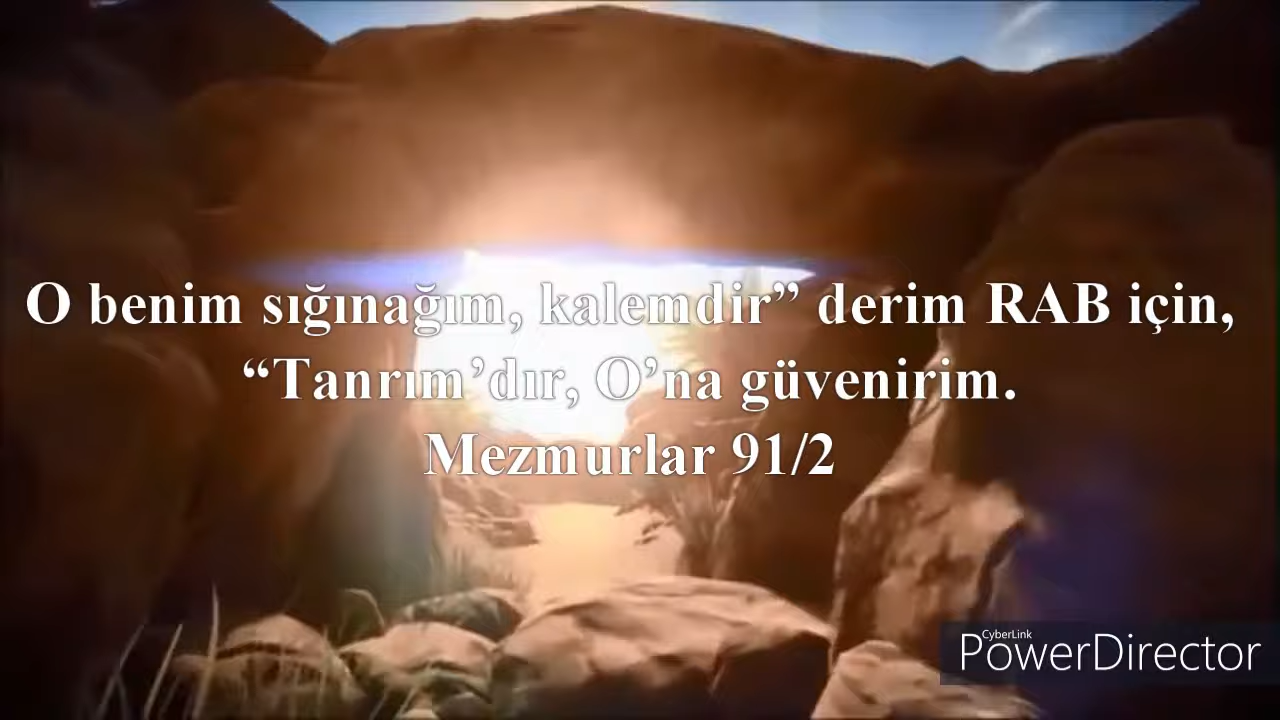 O benim sığınağım, kalemdir” derim RAB için,
“Tanrım’dır, O’na güvenirim.
Mezmurlar 91/2
CyberLink
PowerDirector